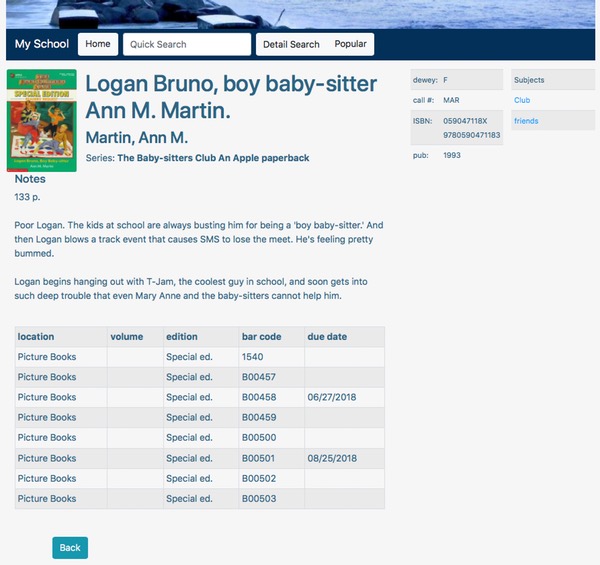 My School
Home
Quick Search
Detail Search
Popular
SPECIAL EDITION
Logan Bruno, boy baby-sitter
Ann M. Martin.
Martin, Ann M.
Series: The Baby-sitters Club An Apple paperback
Notes
133 p.
Poor Logan. The kids at school are always busting him for being a 'boy baby-sitter.' And
then Logan blows a track event that causes SMS to lose the meet. He's feeling pretty
bummed.
Logan begins hanging out with T-Jam, the coolest guy in school, and soon gets into
such deep trouble that even Mary Anne and the baby-sitters cannot help him.
dewey: F
call #: MAR
ISBN: 059047118X
9780590471183
pub: 1993
Subjects
Club
friends
location volume edition bar code due date
Picture Books Special ed. 1540
Picture Books Special ed. B00457
Picture Books Special ed. B00458 06/27/2018
Picture Books Special ed. B00459
Picture Books Special ed. B00500
Picture Books Special ed. B00501 08/25/2018
Picture Books Special ed. B00502
Picture Books Special ed. B00503
Back